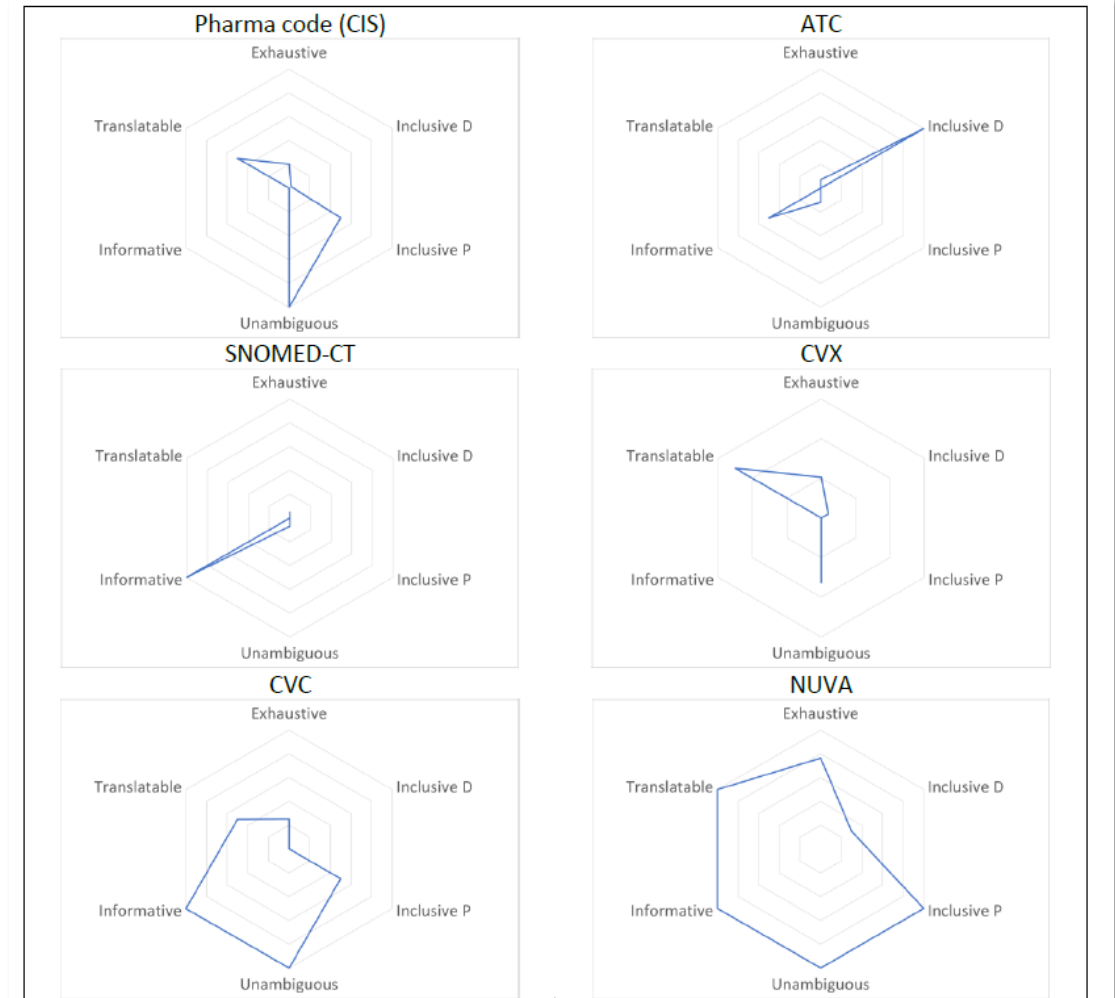 Pharma code (CIS)
Exhaustive
Translatable
Inclusive D
Informative
Inclusive P
Unambiguous
ATC
Exhaustive
Translatable
Inclusive D
Informative
Inclusive P
Unambiguous
SNOMED-CT
Exhaustive
Translatable
Inclusive D
Informative
Inclusive P
Unambiguous
CVX
Exhaustive
Translatable
Inclusive D
Informative
Inclusive P
Unambiguous
CVC
Exhaustive
Translatable
Inclusive D
Informative
Inclusive P
Unambiguous
NUVA
Exhaustive
Translatable
Inclusive D
Informative
Inclusive P
Unambiguous